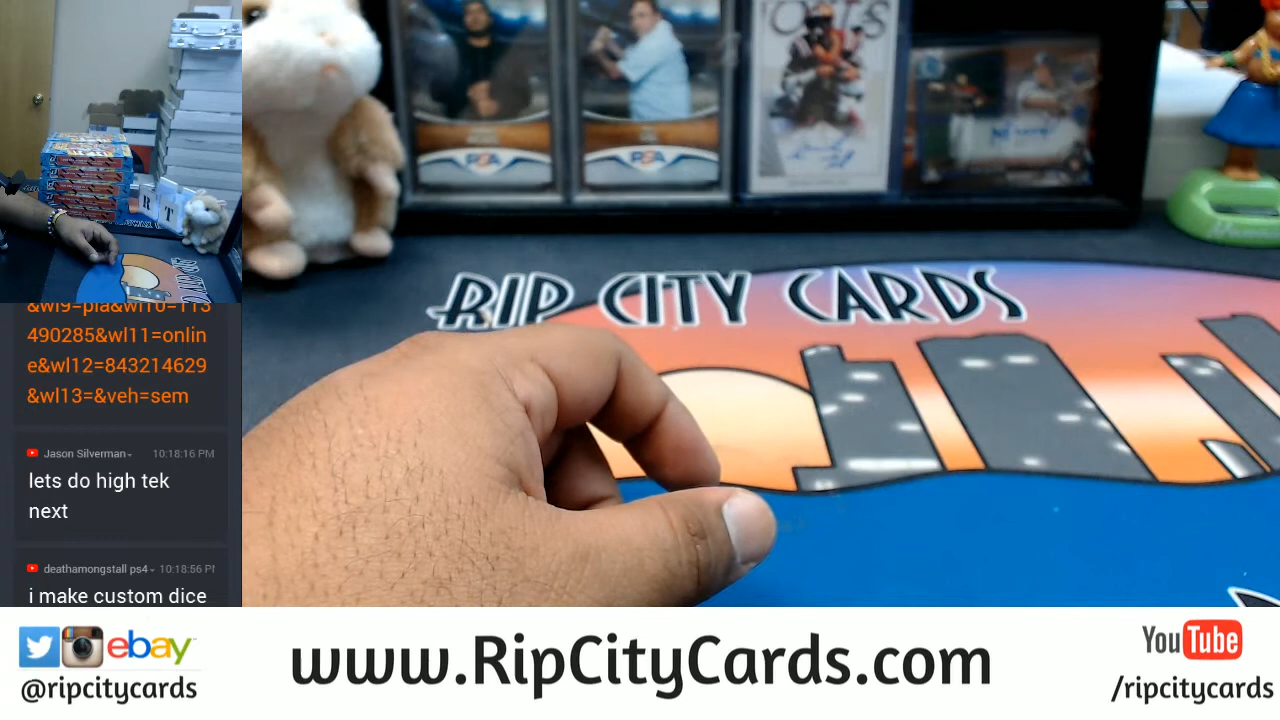 R T
&wl9=pla&wl10=113
490285&wl11=onlin
e&wl12=843214629
&wl13=&veh=sem
Jason Silverman 10:18:16 PM
lets do high tek
next
deathamongstall ps4 10:18:56 PM
i make custom dice
PSA PSA
RIP CITY CARDS
ebay
@ripcitycards
www.RipCityCards.com
YouTube
/ripcitycards